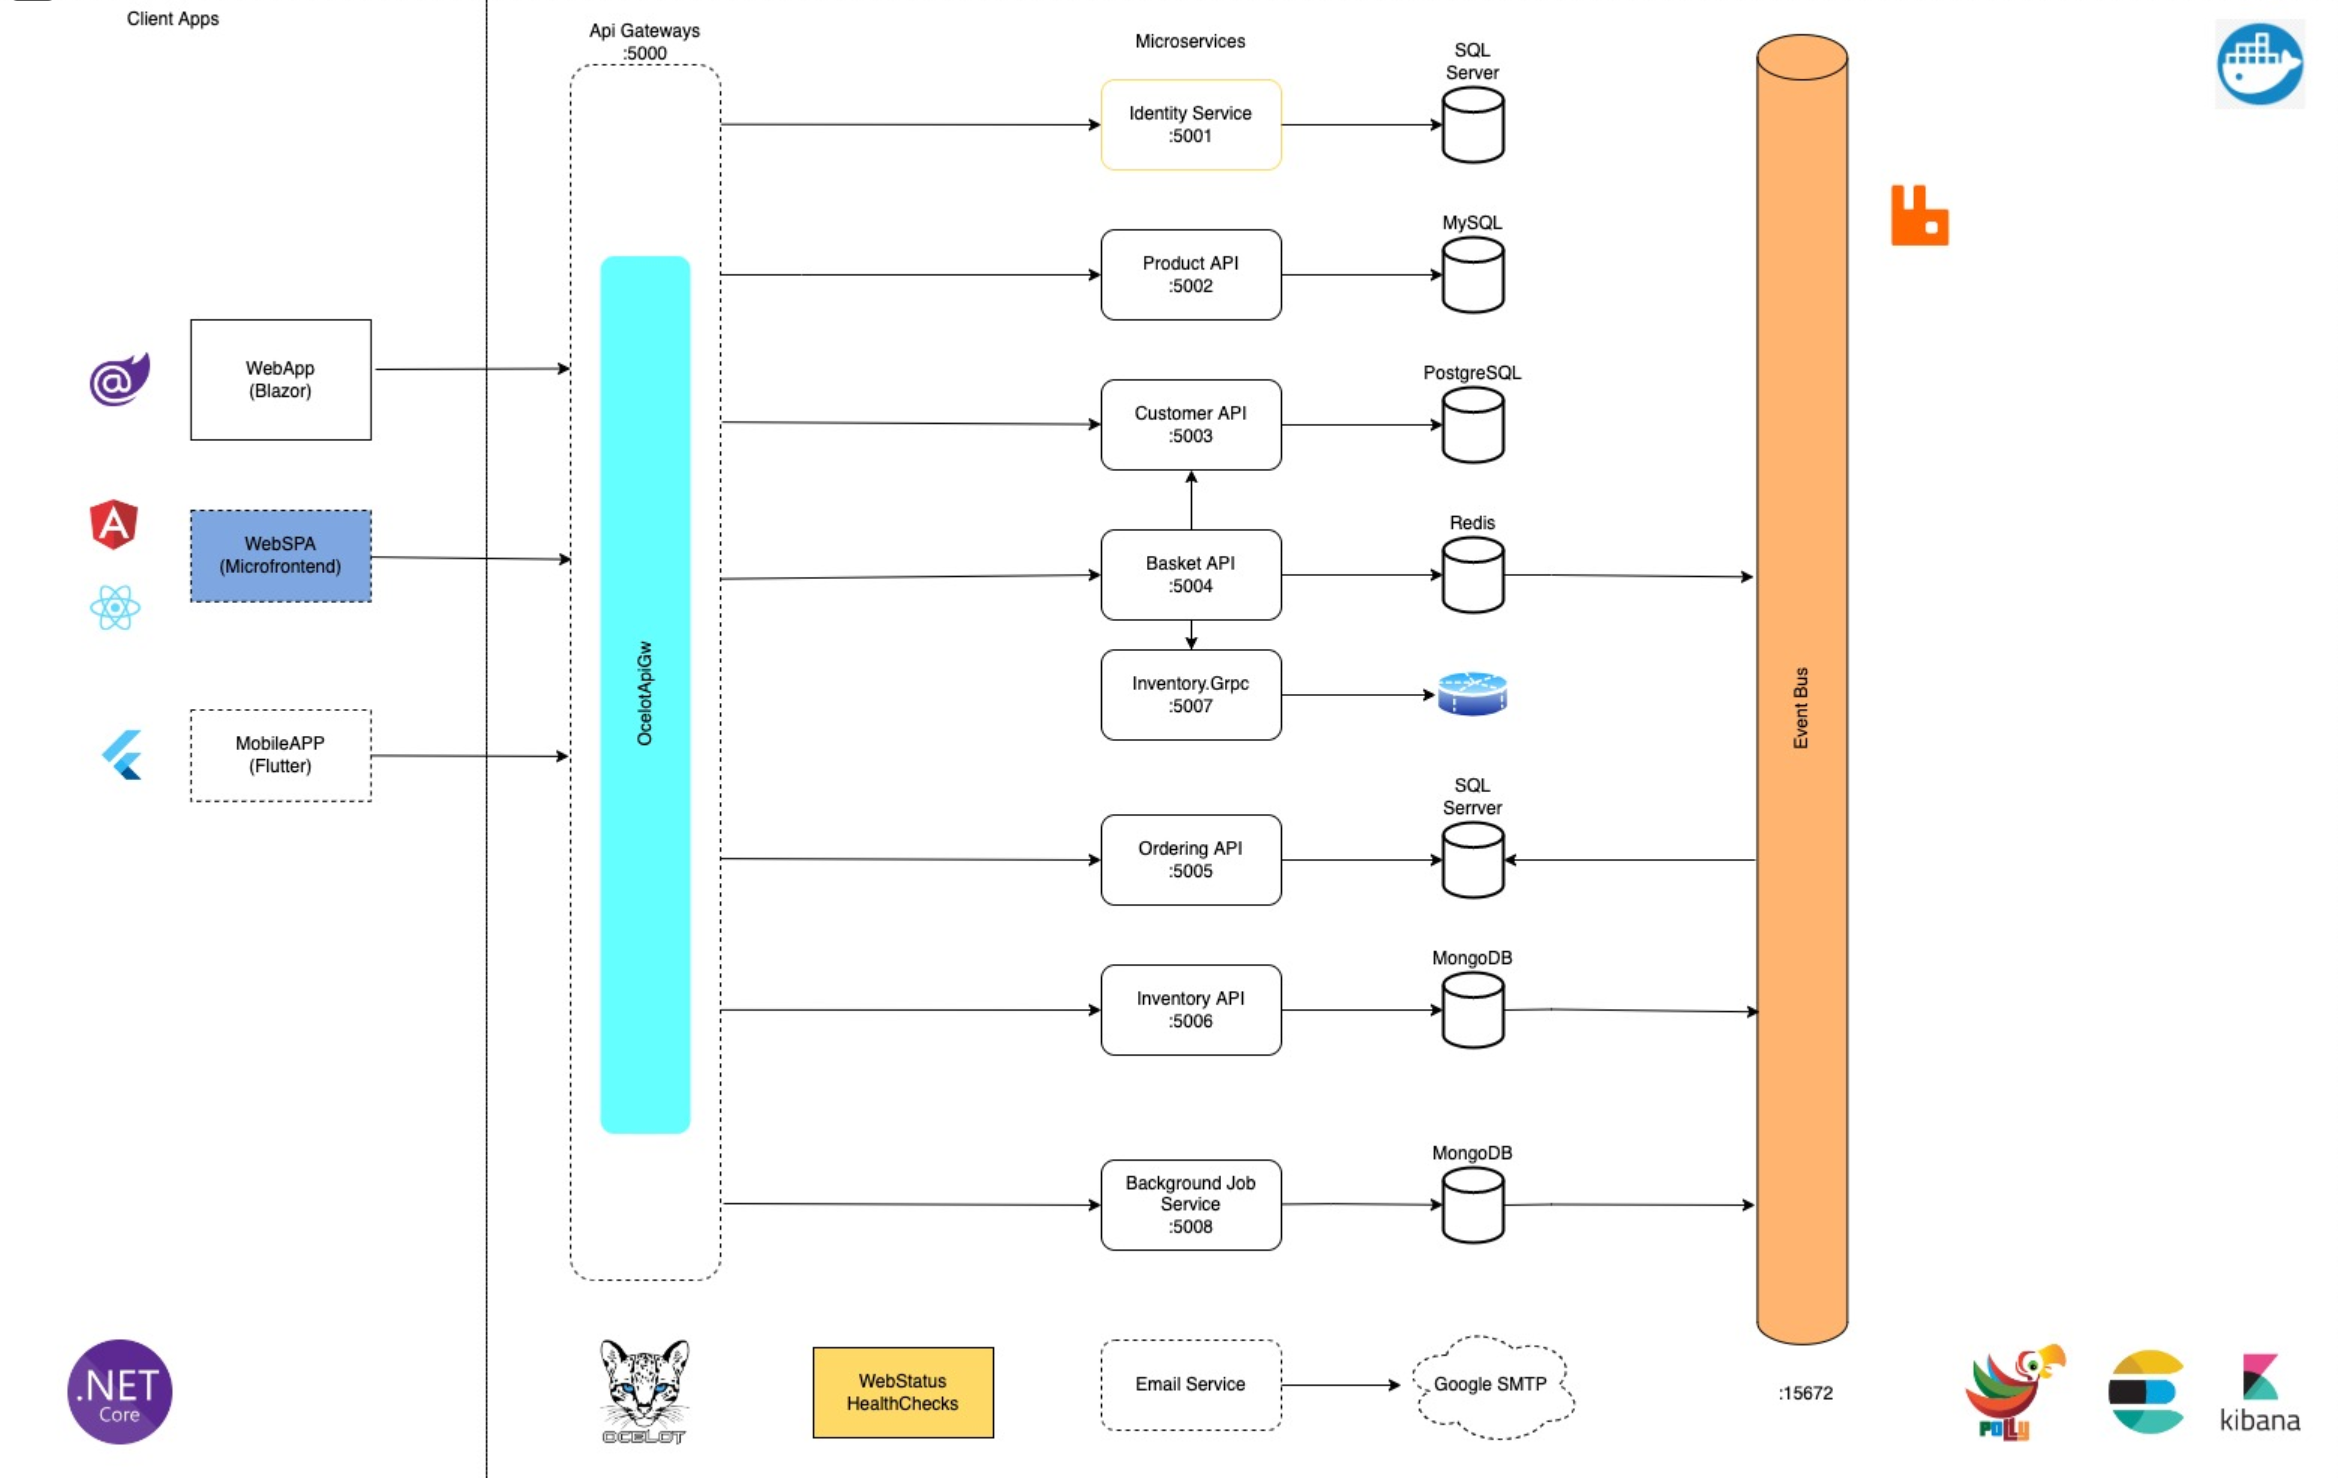 Client Apps
Api Gateways
:5000
Microservices
SQL
Server
Identity Service
:5001
MySQL
Product API
:5002
WebApp
(Blazor)
PostgreSQL
Customer API
:5003
WebSPA
(Microfrontend)
Redis
Basket API
:5004
OcelotApiGw
Inventory.Grpc
:5007
Event Bus
MobileAPP
(Flutter)
SQL
Serrver
Ordering API
:5005
MongoDB
Inventory API
:5006
MongoDB
Background Job
Service
:5008
.NET
Core
OCELOT
WebStatus
HealthChecks
Email Service
Google SMTP
:15672
POLLY
kibana